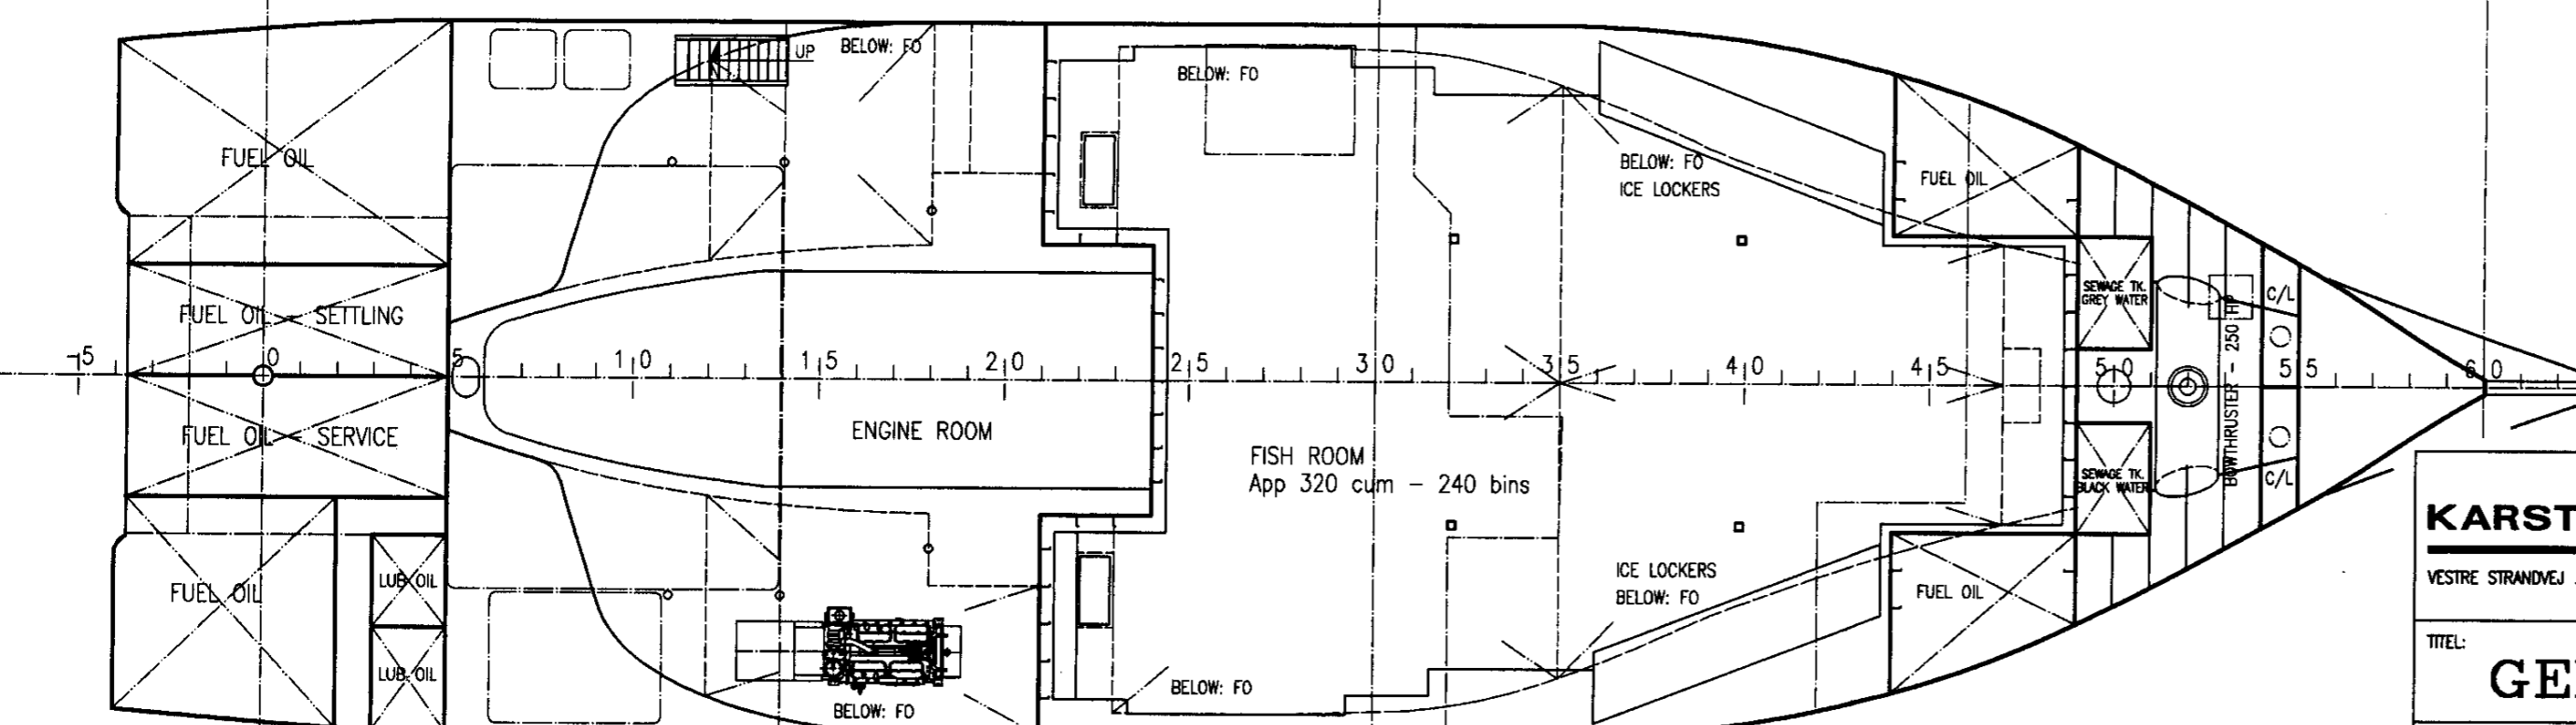 UP
BELOW: FO
BELOW: FO
FUEL OIL
BELOW: FO
ICE LOCKERS
FUEL OIL
FUEL OIL - SETTLING
SEWAGE TK.
GREY WATER
C/L
-5 0 5 10 15 20 25 30 35 40 45 50 55 60
BOWTHRUSTER - 250 HP
FUEL OIL - SERVICE
ENGINE ROOM
FISH ROOM
App 320 cum - 240 bins
SEWAGE TK.
BLACK WATER
C/L
KARST
VESTRE STRANDVEJ
FUEL OIL
LUB OIL
ICE LOCKERS
BELOW: FO
FUEL OIL
TITEL:
LUB OIL
BELOW: FO
BELOW: FO